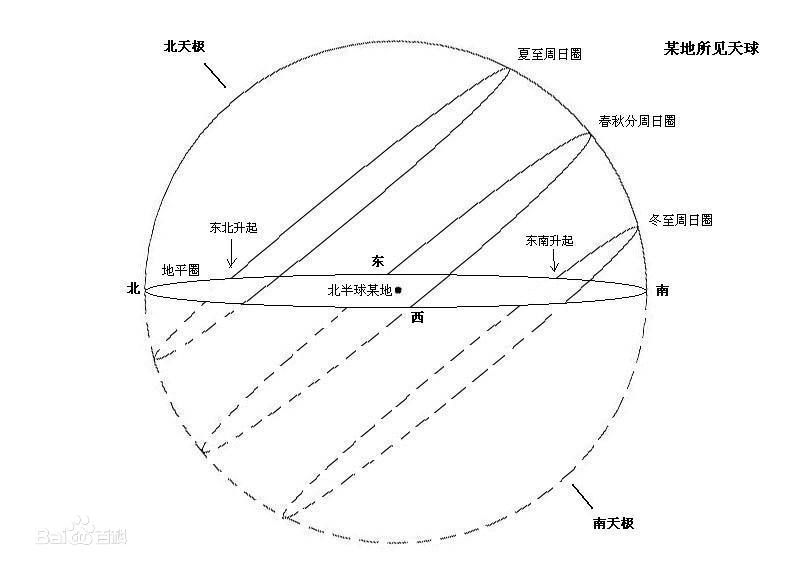 北天极
夏至周日圈
某地所见天球
春秋分周日圈
冬至周日圈
东北升起
东南升起
地平圈
东
北
北半球某地
南
西
南天极
Bai百科